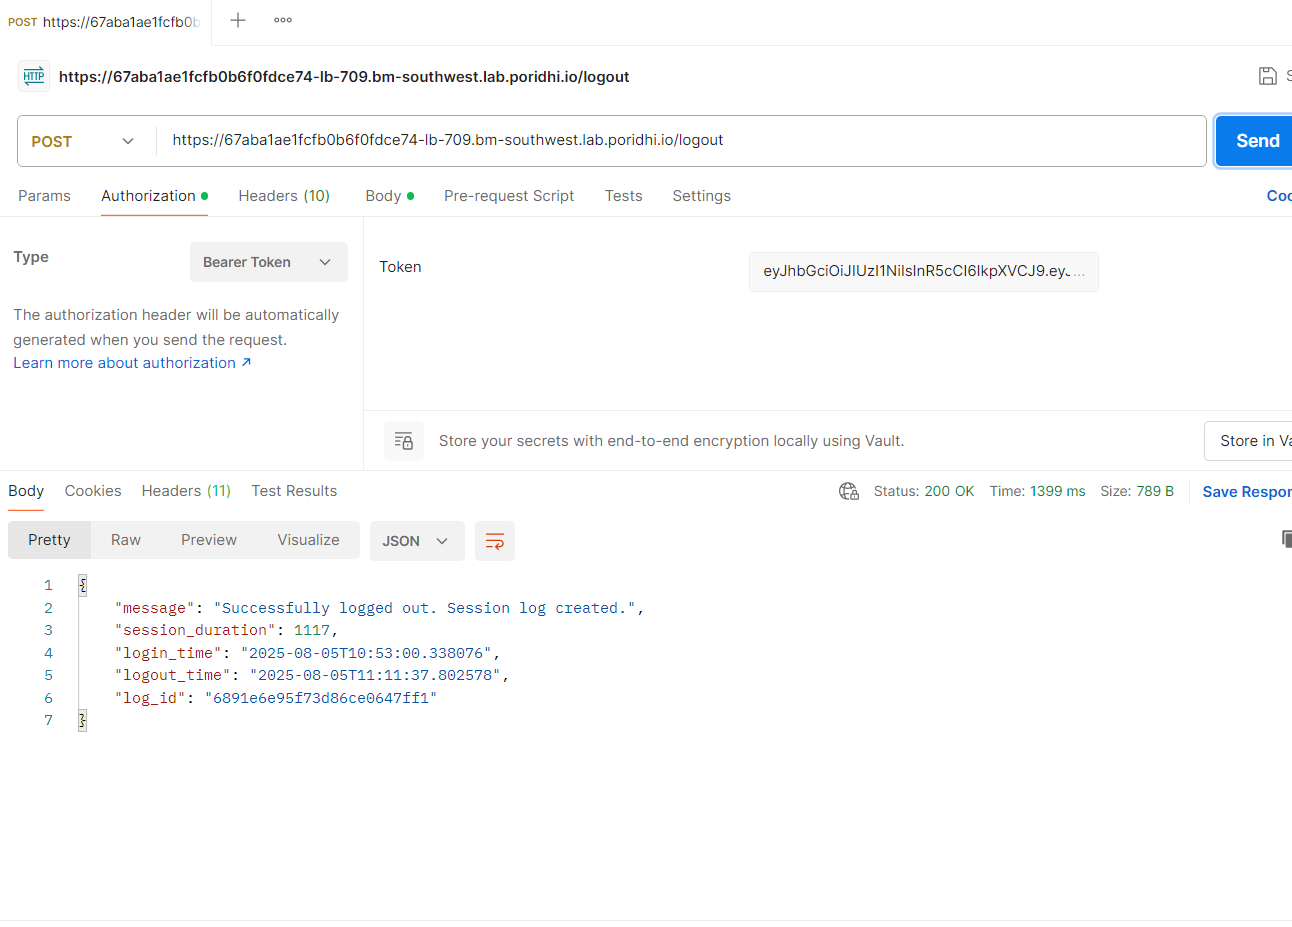 POST https://67aba1ae1fcfb0b
HTTP https://67aba1ae1fcfb0b6f0fdce74-lb-709.bm-southwest.lab.poridhi.io/logout S
POST https://67aba1ae1fcfb0b6f0fdce74-lb-709.bm-southwest.lab.poridhi.io/logout Send
Params Authorization Headers (10) Body Pre-request Script Tests Settings Coo
Type Bearer Token Token eyJhbGciOiJIUzI1NiIsInR5cCI6IkpXVCJ9.eyJ...
The authorization header will be automatically
generated when you send the request.
Learn more about authorization ↗
Store your secrets with end-to-end encryption locally using Vault. Store in Va
Body Cookies Headers (11) Test Results Status: 200 OK Time: 1399 ms Size: 789 B Save Respon
Pretty Raw Preview Visualize JSON
1 {
2 "message": "Successfully logged out. Session log created.",
3 "session_duration": 1117,
4 "login_time": "2025-08-05T10:53:00.338076",
5 "logout_time": "2025-08-05T11:11:37.802578",
6 "log_id": "6891e6e95f73d86ce0647ff1"
7 }